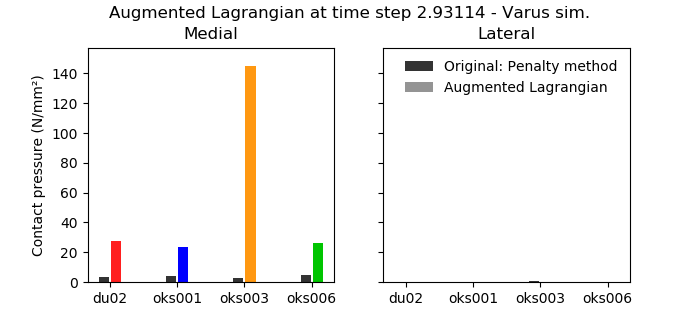 Augmented Lagrangian at time step 2.93114 - Varus sim.
Medial
Lateral
Contact pressure (N/mm²)
140
120
100
80
60
40
20
0
du02 oks001 oks003 oks006
Original: Penalty method
Augmented Lagrangian
du02 oks001 oks003 oks006